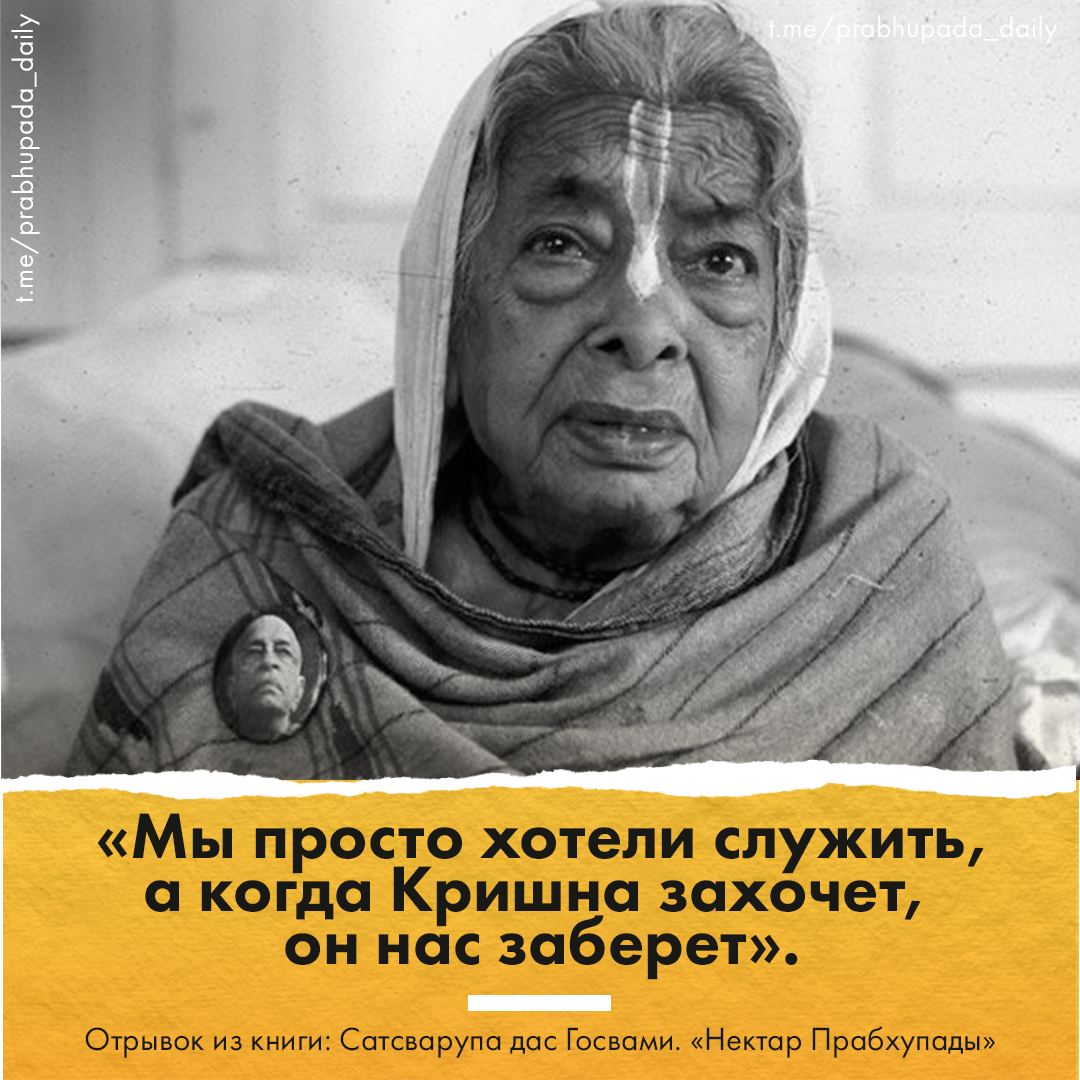 t.me/prabhupada_daily
t.me/prabhupada_daily
«Мы просто хотели служить,
а когда Кришна захочет,
он нас заберет».
Отрывок из книги: Сатсварупа дас Госвами. «Нектар Прабхупады»